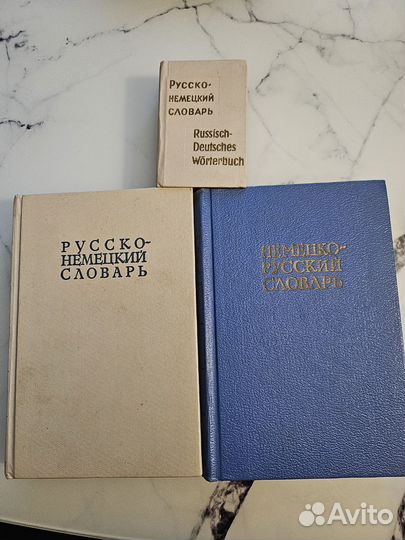 Русско-
немецкий
словарь
Russisch-
Deutsches
Wörterbuch
РУССКО-
НЕМЕЦКИЙ
СЛОВАРЬ
НЕМЕЦКО-
РУССКИЙ
СЛОВАРЬ
Avito